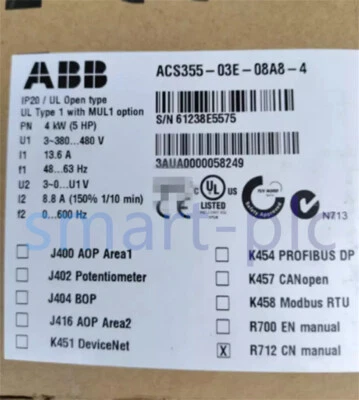 ABB
ACS355-03E-08A8-4
IP20 / UL Open type
UL Type 1 with MUL1 option
PN 4 kW (5 HP)
U1 3~380...480 V
I1 13.6 A
f1 48...63 Hz
U2 3~0...U1 V
I2 8.8 A (150% 1/10 min)
f2 0...600 Hz
S/N 61238E5575
3AUA0000058249
C UL US
LISTED
N713
smart-plc
J400 AOP Area1
J402 Potentiometer
J404 BOP
J416 AOP Area2
K451 DeviceNet
K454 PROFIBUS DP
K457 CANopen
K458 Modbus RTU
R700 EN manual
X R712 CN manual